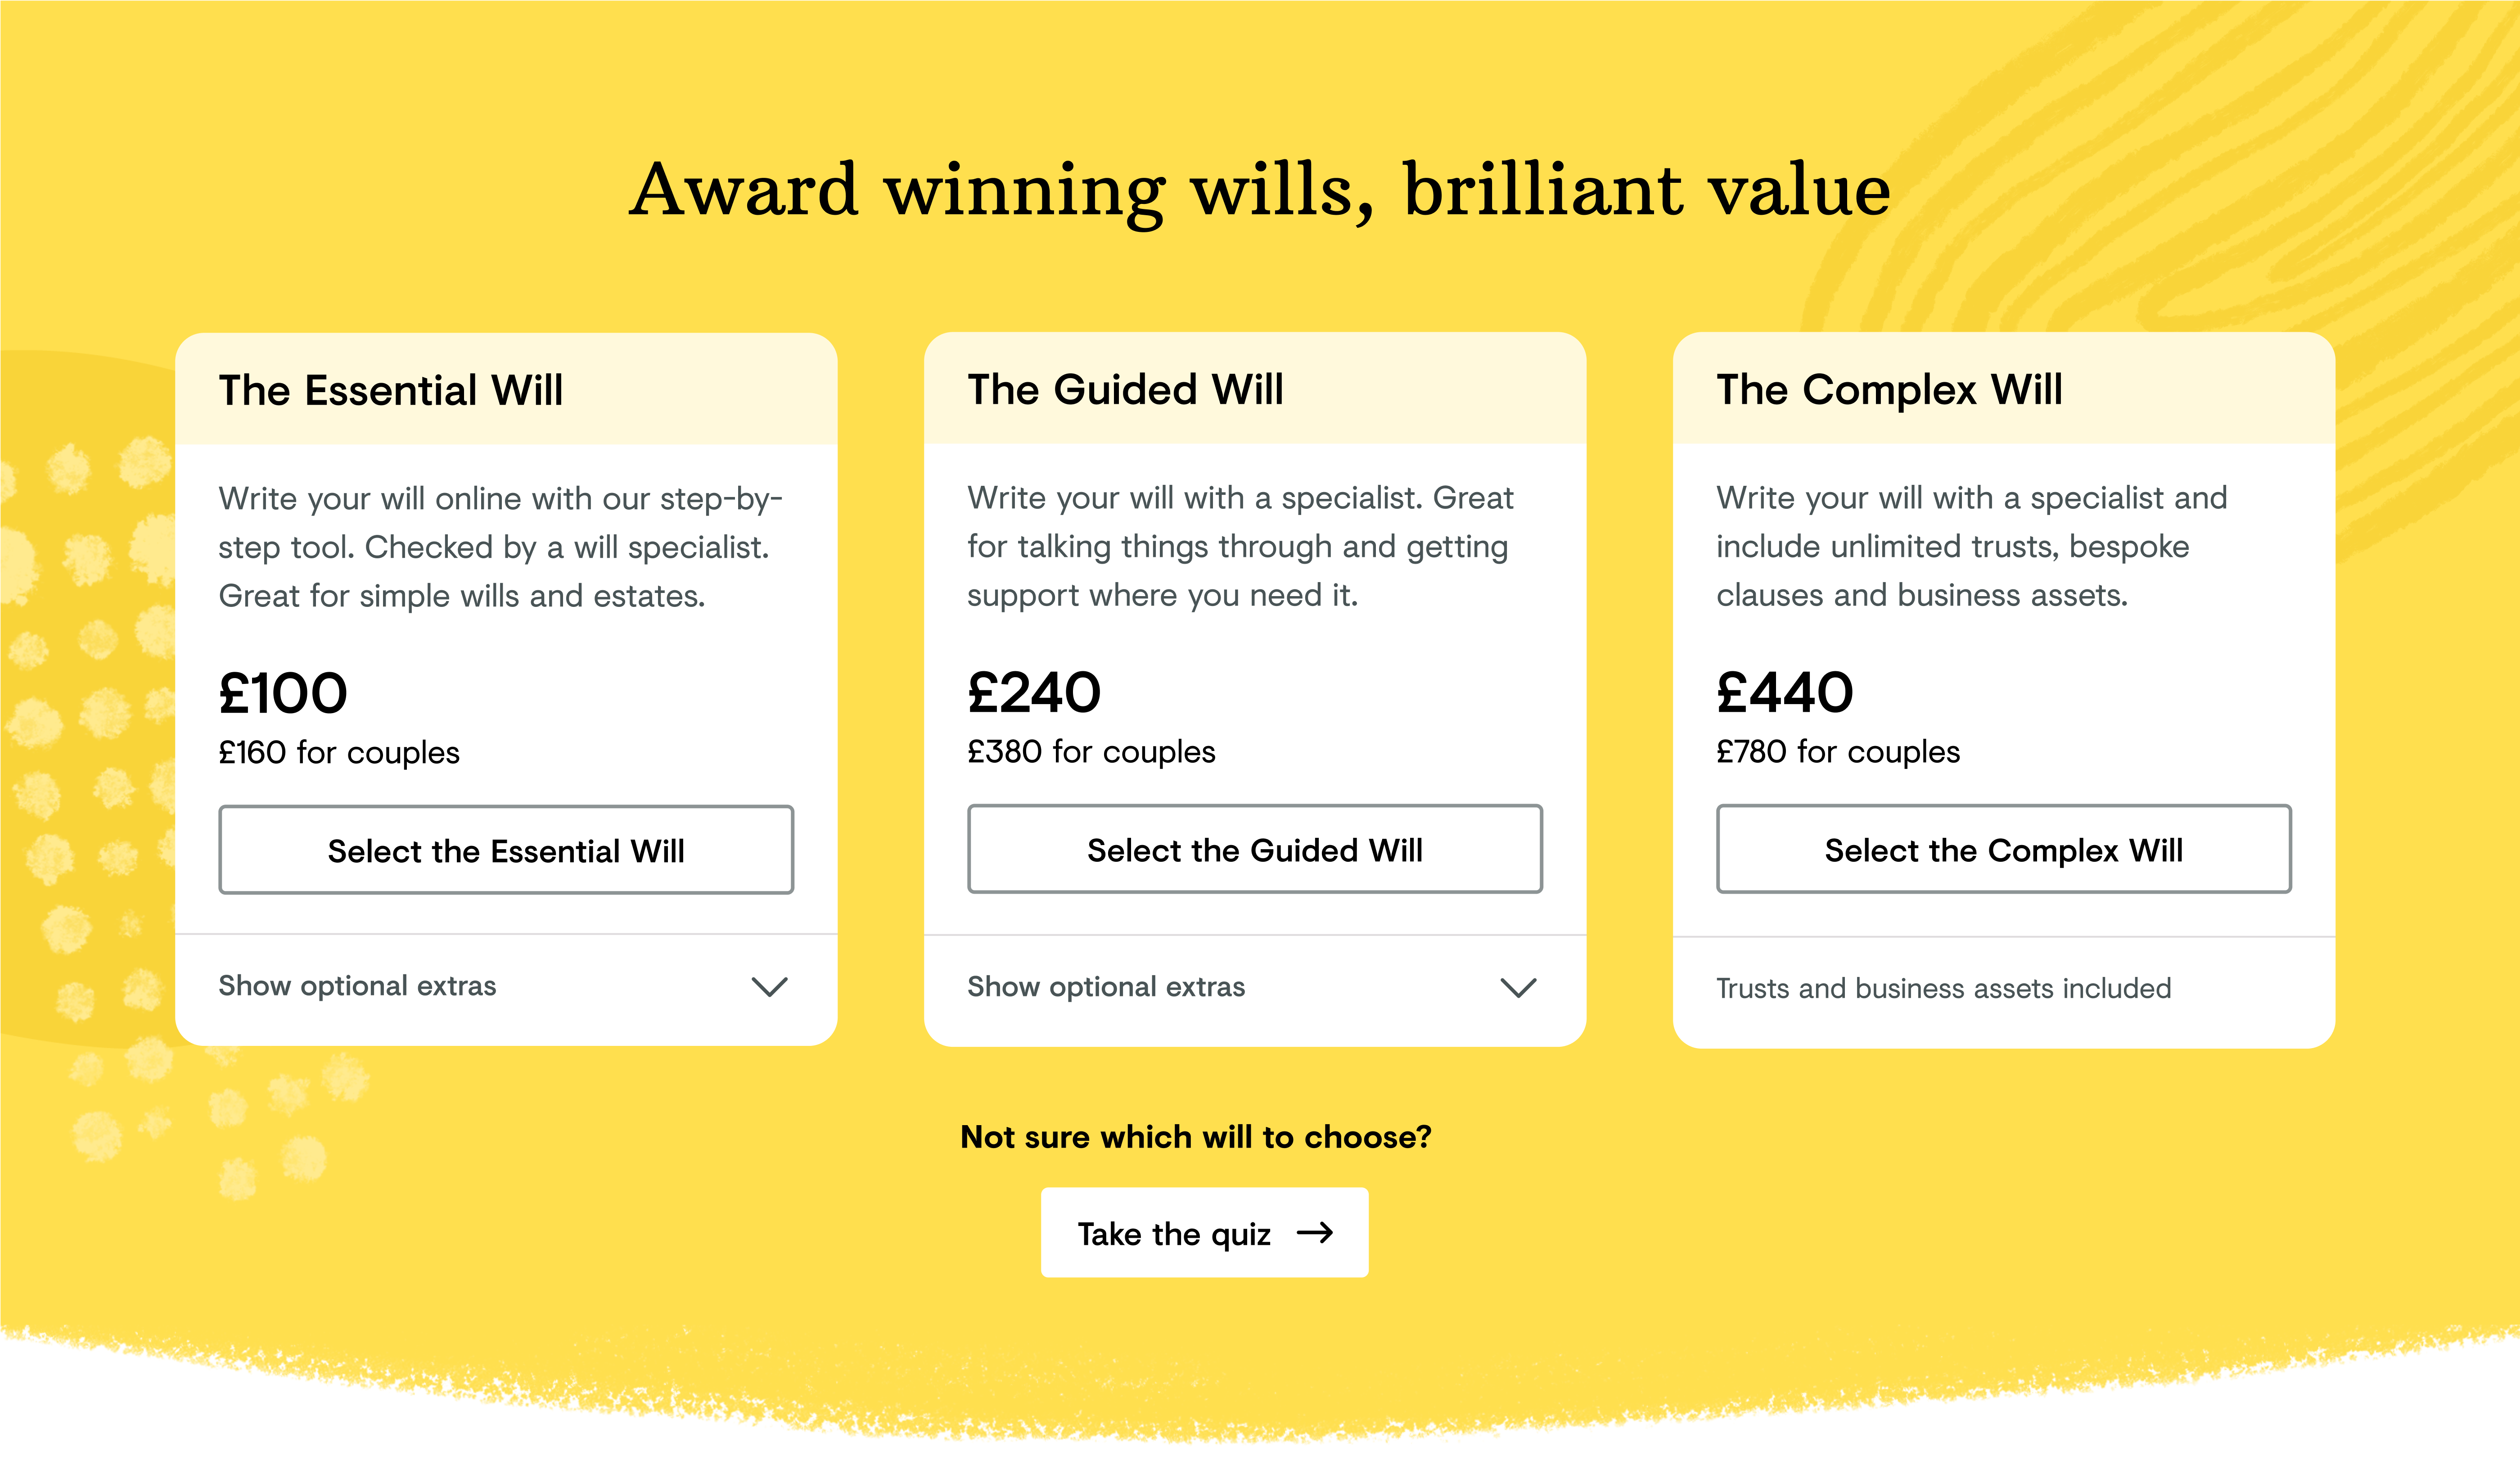 Award winning wills, brilliant value
The Essential Will
Write your will online with our step-by-
step tool. Checked by a will specialist.
Great for simple wills and estates.
£100
£160 for couples
Select the Essential Will
Show optional extras
The Guided Will
Write your will with a specialist. Great
for talking things through and getting
support where you need it.
£240
£380 for couples
Select the Guided Will
Show optional extras
The Complex Will
Write your will with a specialist and
include unlimited trusts, bespoke
clauses and business assets.
£440
£780 for couples
Select the Complex Will
Trusts and business assets included
Not sure which will to choose?
Take the quiz →